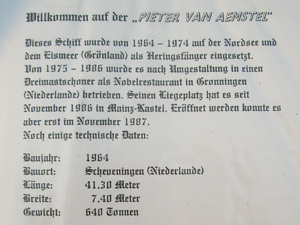 Willkommen auf der „PIETER VAN AENSTEL“
Dieses Schiff wurde von 1964 - 1974 auf der Nordsee und
dem Eismeer (Grönland) als Heringsfänger eingesetzt.
Von 1975 - 1986 wurde es nach Umgestaltung in einen
Dreimastschoner als Nobelrestaurant in Gronningen
(Niederlande) betrieben. Seinen Liegeplatz hat es seit
November 1986 in Mainz-Kastel. Eröffnet werden konnte es
aber erst im November 1987.
Noch einige technische Daten:
Baujahr: 1964
Bauort: Scheveningen (Niederlande)
Länge: 41,30 Meter
Breite: 7,40 Meter
Gewicht: 640 Tonnen